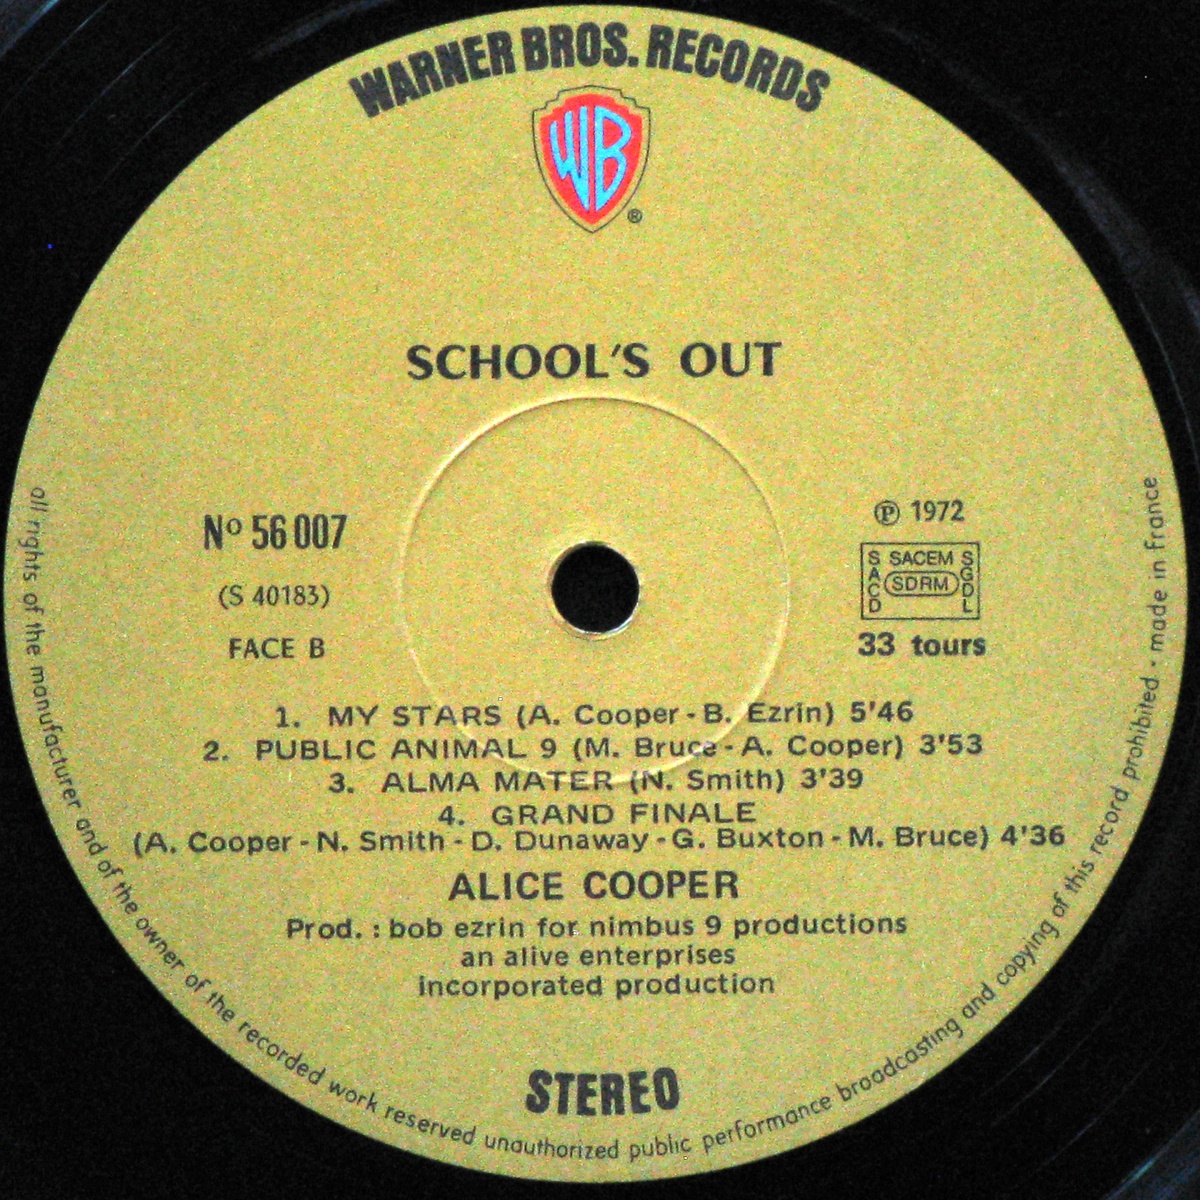 WARNER BROS. RECORDS
WB
®
SCHOOL'S OUT
Nº 56 007
(S 40183)
FACE B
℗ 1972
SACD SACEM SGDL
SDRM
33 tours
1. MY STARS (A. Cooper - B. Ezrin) 5'46
2. PUBLIC ANIMAL 9 (M. Bruce - A. Cooper) 3'53
3. ALMA MATER (N. Smith) 3'39
4. GRAND FINALE
(A. Cooper - N. Smith - D. Dunaway - G. Buxton - M. Bruce) 4'36
ALICE COOPER
Prod. : bob ezrin for nimbus 9 productions
an alive enterprises
incorporated production
STEREO
all rights of the manufacturer and of the owner of the recorded work reserved unauthorized public performance broadcasting and copying of this record prohibited - made in France